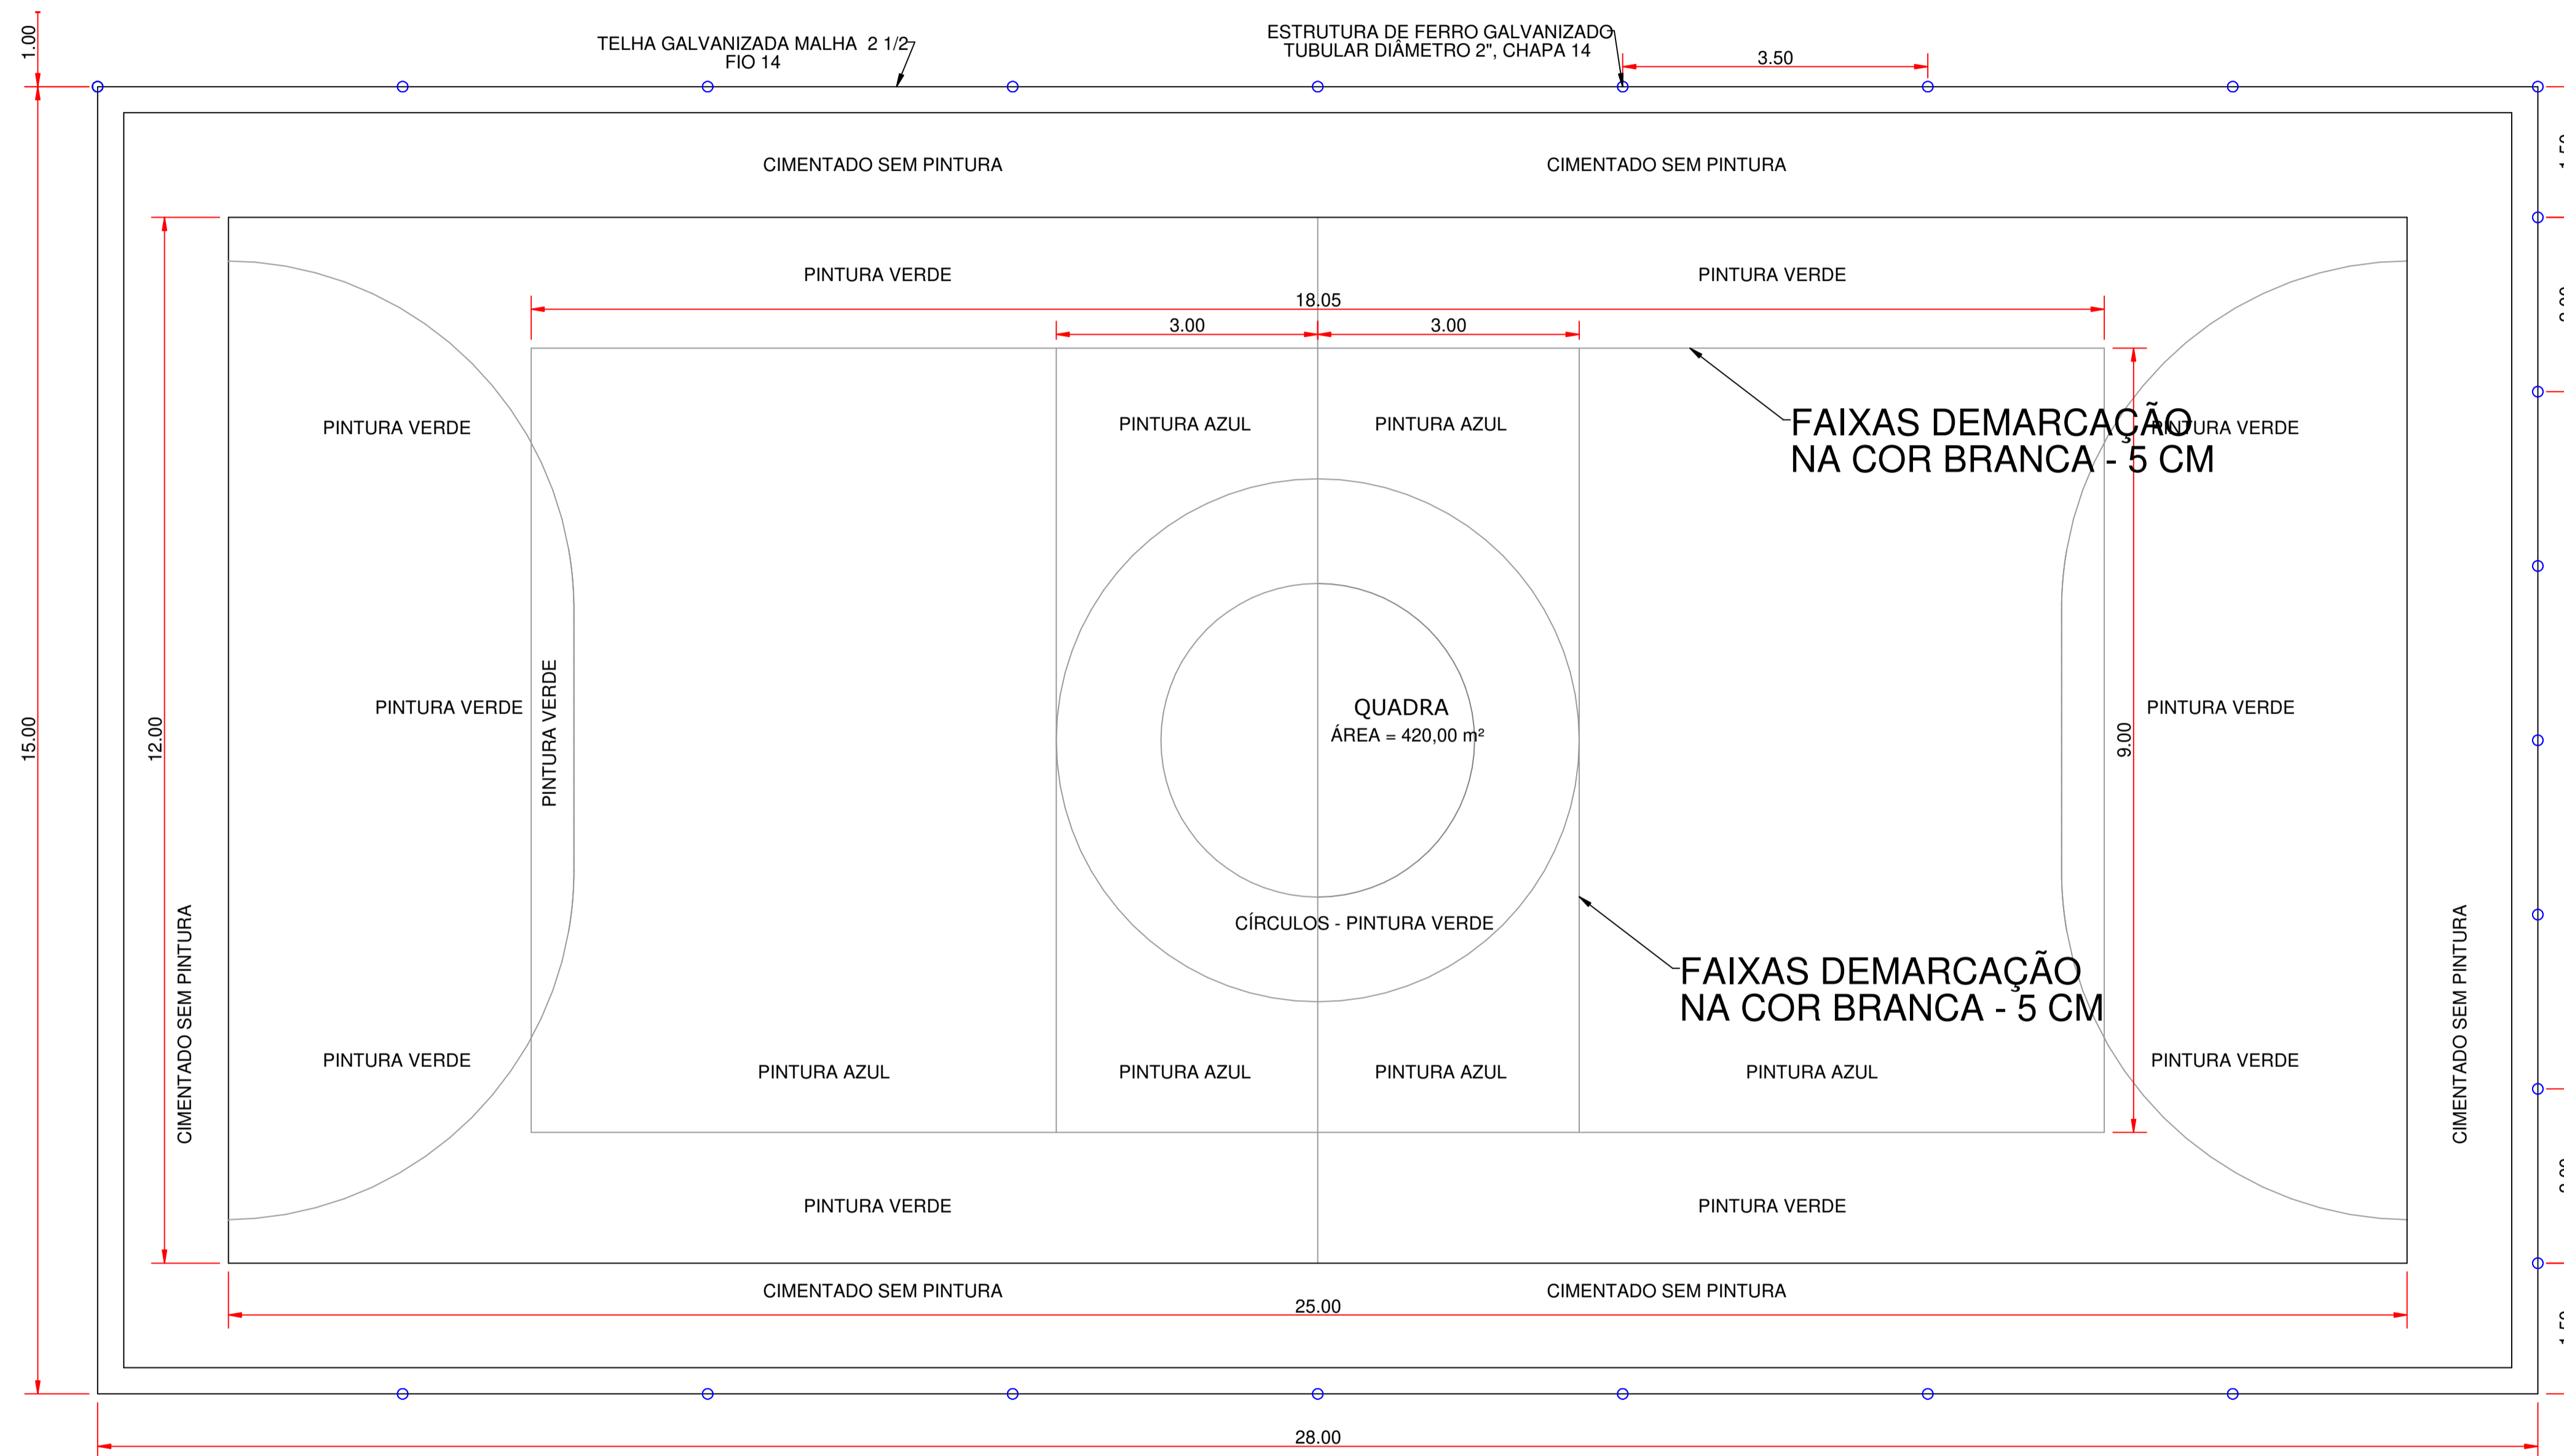 1.00
TELHA GALVANIZADA MALHA 2 1/2
FIO 14
ESTRUTURA DE FERRO GALVANIZADO
TUBULAR DIÂMETRO 2", CHAPA 14
3.50
CIMENTADO SEM PINTURA
CIMENTADO SEM PINTURA
PINTURA VERDE
PINTURA VERDE
18.05
3.00
3.00
PINTURA VERDE
PINTURA AZUL
PINTURA AZUL
FAIXAS DEMARCAÇÃO
NA COR BRANCA - 5 CM
PINTURA VERDE
15.00
12.00
PINTURA VERDE
PINTURA VERDE
QUADRA
ÁREA = 420,00 m²
9.00
PINTURA VERDE
CÍRCULOS - PINTURA VERDE
FAIXAS DEMARCAÇÃO
NA COR BRANCA - 5 CM
CIMENTADO SEM PINTURA
CIMENTADO SEM PINTURA
PINTURA VERDE
PINTURA AZUL
PINTURA AZUL
PINTURA AZUL
PINTURA AZUL
PINTURA VERDE
PINTURA VERDE
PINTURA VERDE
CIMENTADO SEM PINTURA
CIMENTADO SEM PINTURA
25.00
28.00